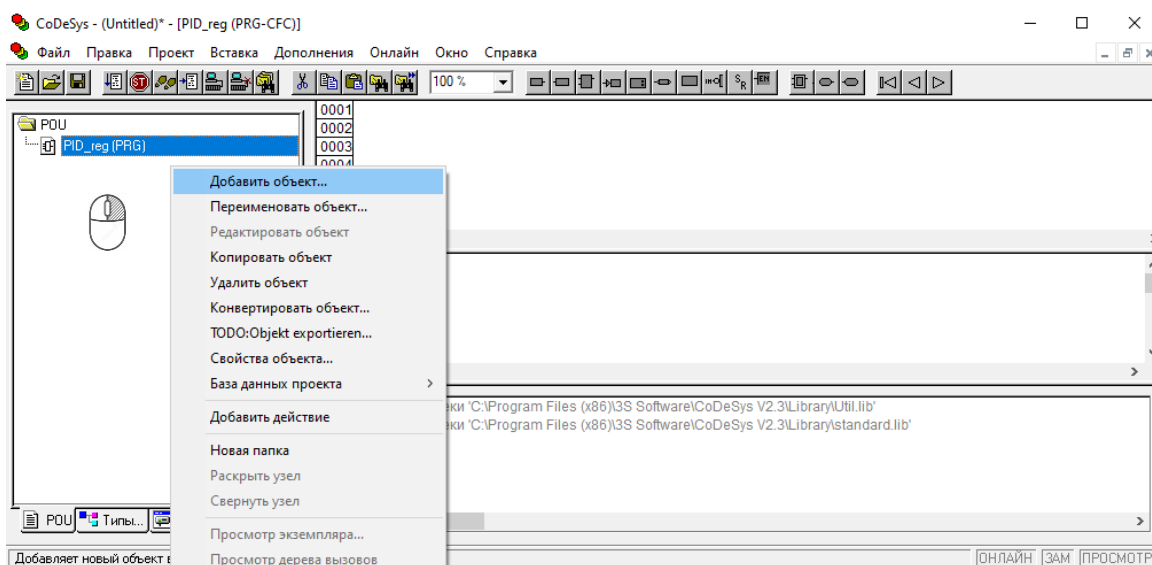 CoDeSys - (Untitled)* - [PID_reg (PRG-CFC)]
Файл Правка Проект Вставка Дополнения Онлайн Окно Справка
ST 100 % S R EN
0001
POU
0002
PID_reg (PRG)
0003
0004
Добавить объект...
Переименовать объект...
Редактировать объект
Копировать объект
Удалить объект
Конвертировать объект...
TODO:Objekt exportieren...
Свойства объекта...
База данных проекта
'C:\Program Files (x86)\3S Software\CoDeSys V2.3\Library\Util.lib'
Добавить действие
'C:\Program Files (x86)\3S Software\CoDeSys V2.3\Library\standard.lib'
Новая папка
Раскрыть узел
Свернуть узел
POU Типы...
Просмотр экземпляра...
Добавляет новый объект в
Просмотр дерева вызовов
ОНЛАЙН ЗАМ ПРОСМОТР